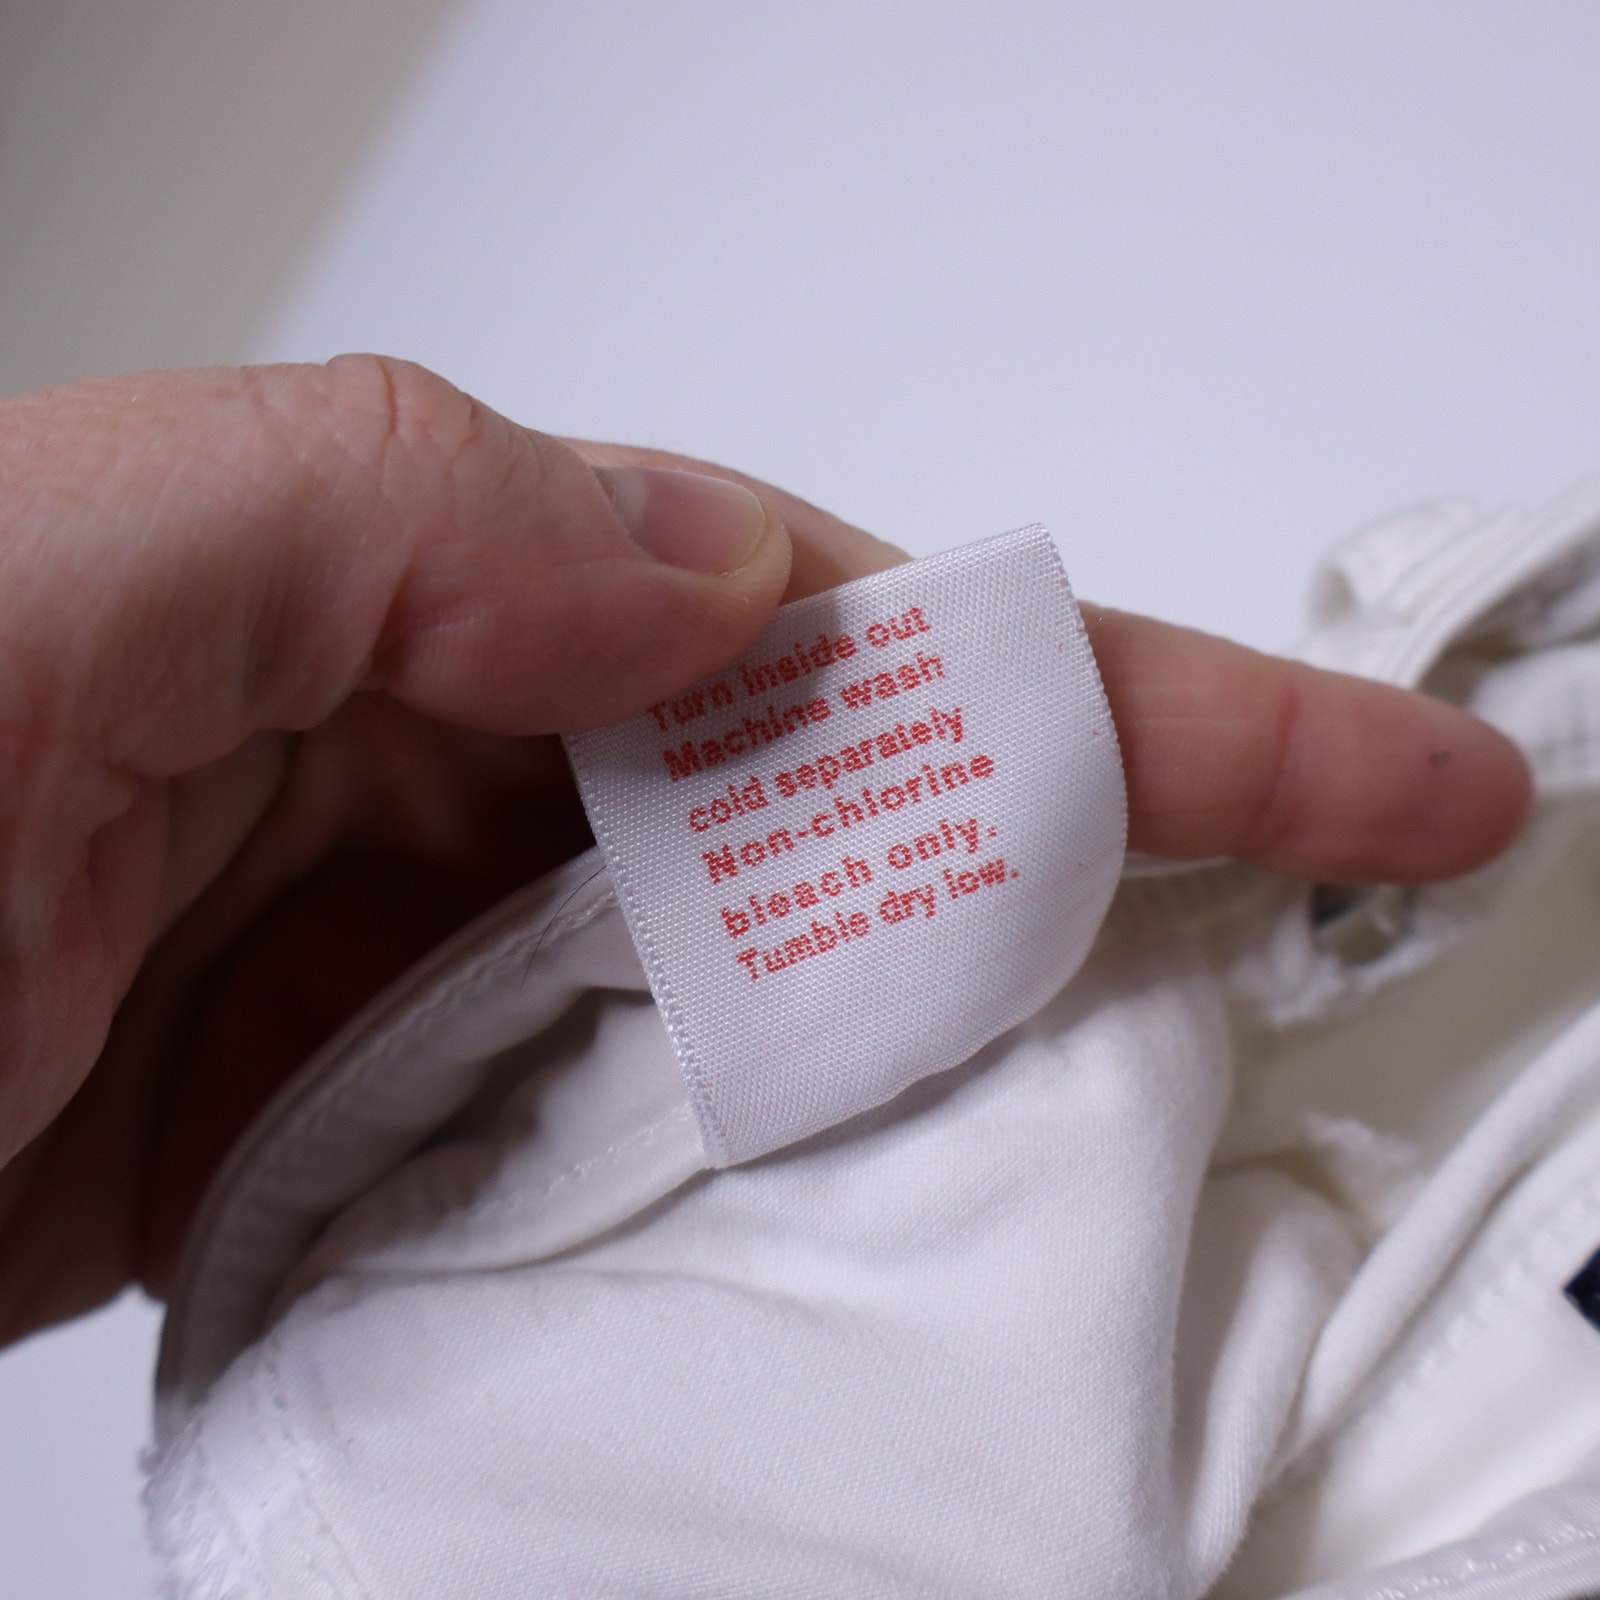 Turn inside out
Machine wash
cold separately
Non-chlorine
bleach only.
Tumble dry low.